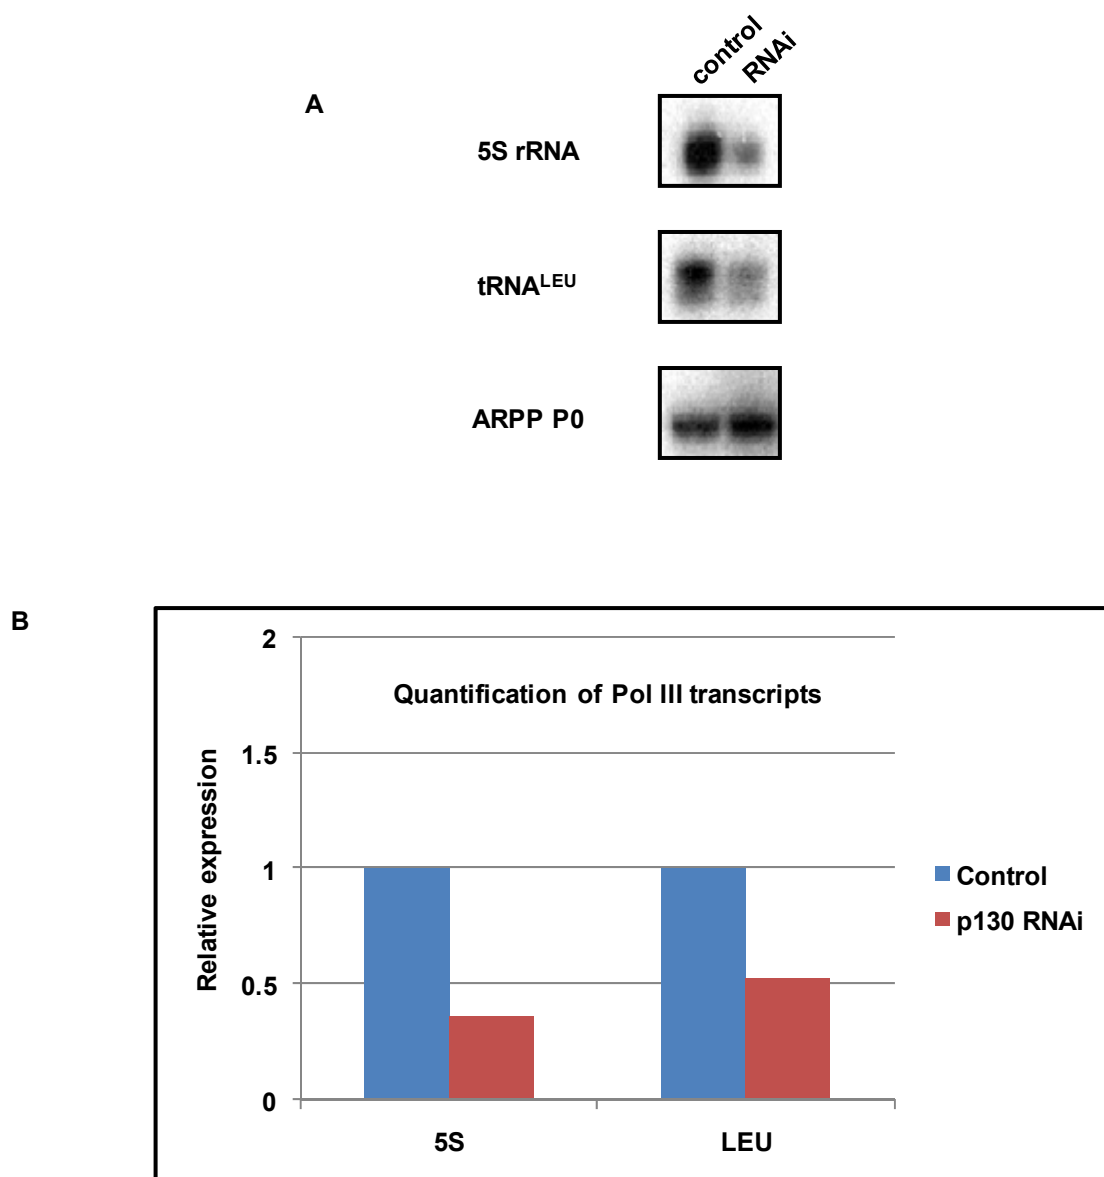 control
RNAi
A
5S rRNA
tRNALEU
ARPP P0
B
Quantification of Pol III transcripts
Relative expression
2
1.5
1
0.5
0
5S
LEU
Control
p130 RNAi